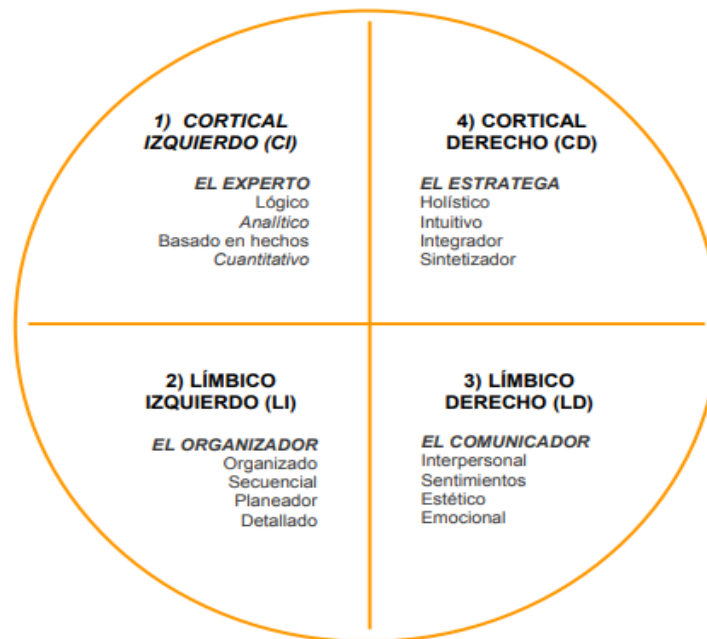 1) CORTICAL
IZQUIERDO (CI)
EL EXPERTO
Lógico
Analítico
Basado en hechos
Cuantitativo
4) CORTICAL
DERECHO (CD)
EL ESTRATEGA
Holístico
Intuitivo
Integrador
Sintetizador
2) LÍMBICO
IZQUIERDO (LI)
EL ORGANIZADOR
Organizado
Secuencial
Planeador
Detallado
3) LÍMBICO
DERECHO (LD)
EL COMUNICADOR
Interpersonal
Sentimientos
Estético
Emocional